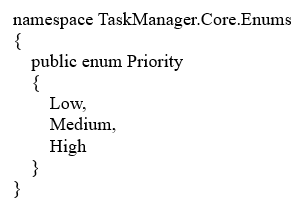 namespace TaskManager.Core.Enums
{
    public enum Priority
    {
        Low,
        Medium,
        High
    }
}